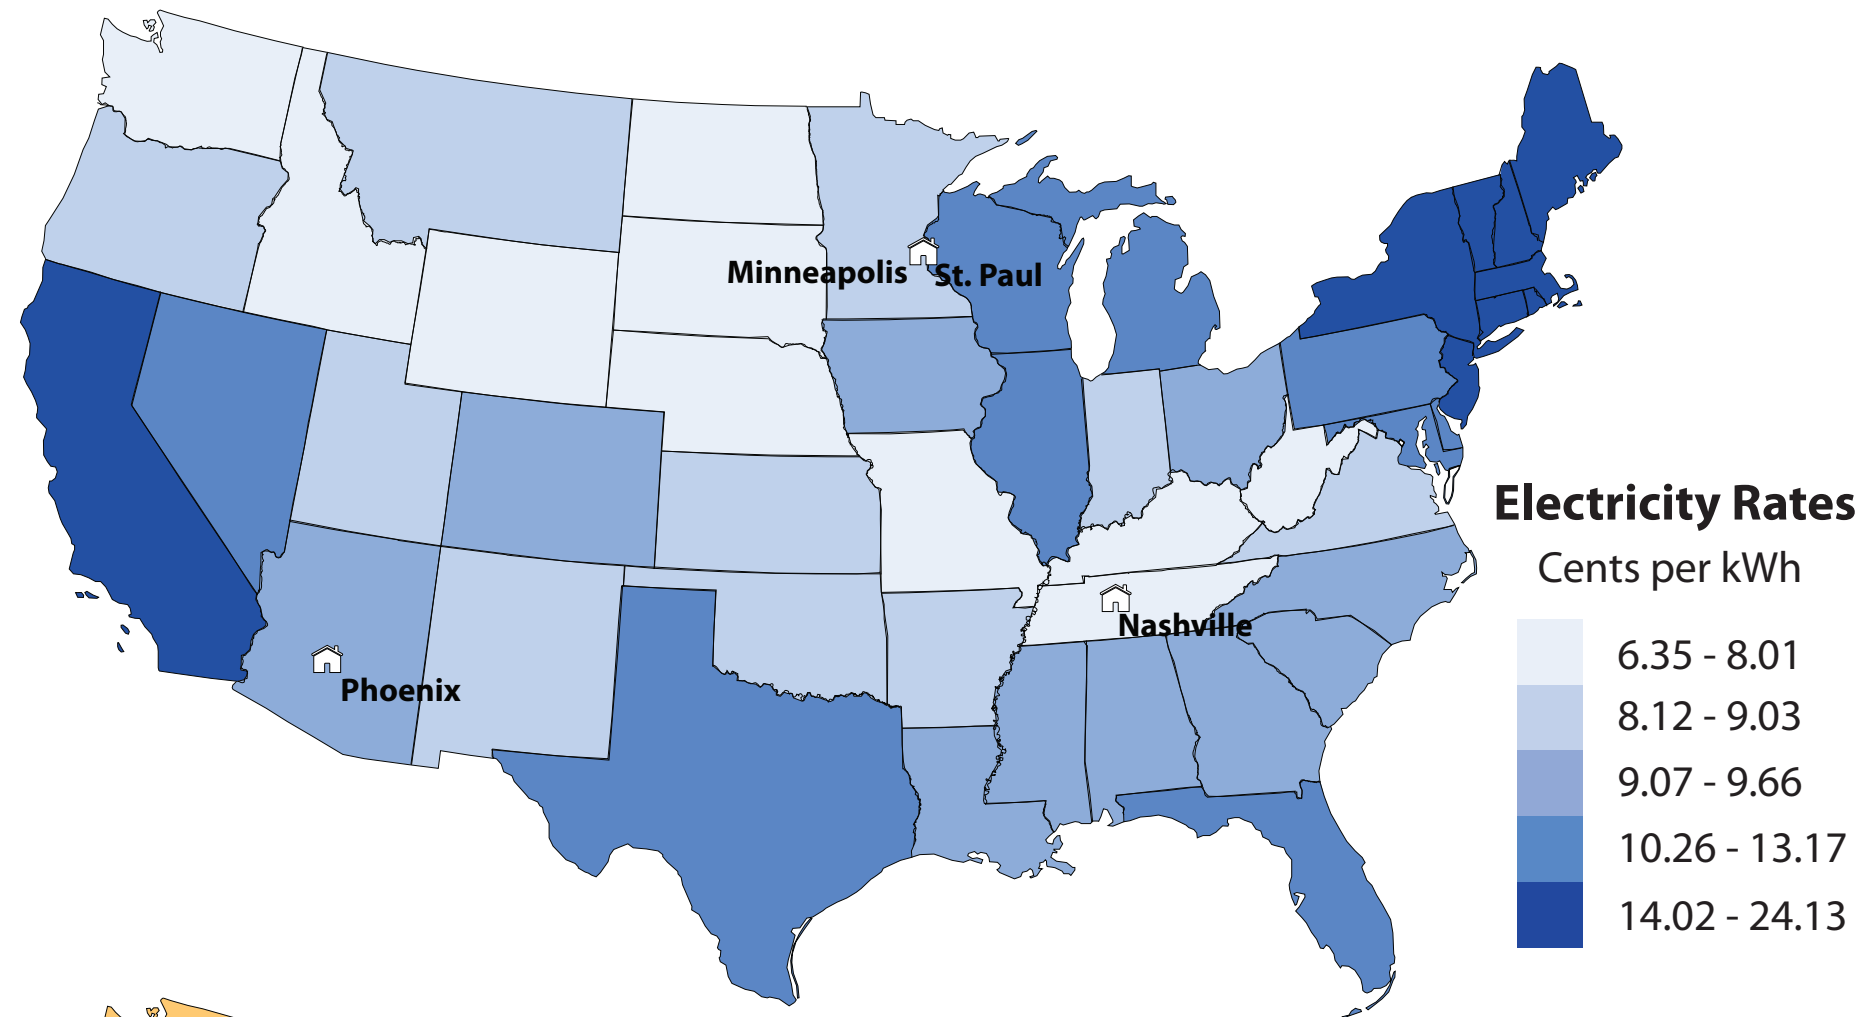 Minneapolis
St. Paul
Nashville
Phoenix
Electricity Rates
Cents per kWh
6.35 - 8.01
8.12 - 9.03
9.07 - 9.66
10.26 - 13.17
14.02 - 24.13